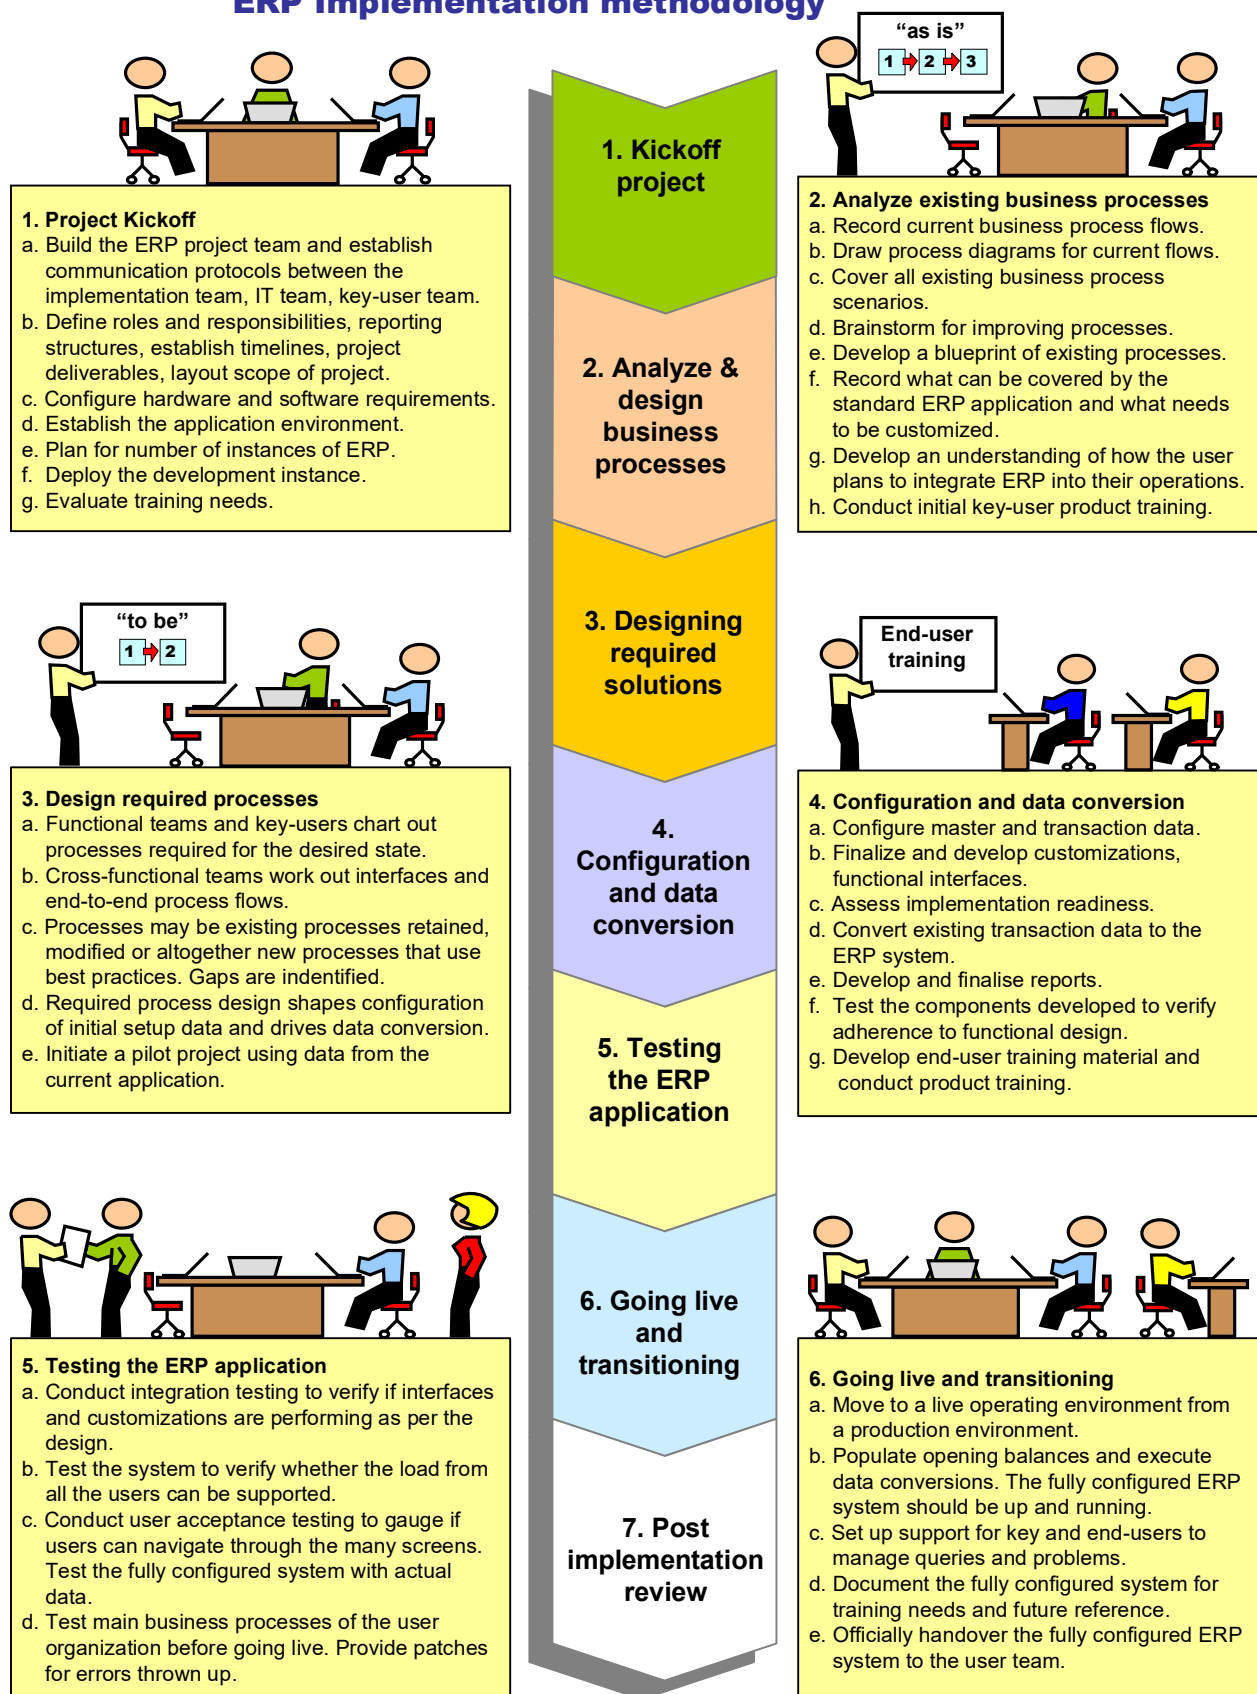 ERP Implementation methodology
“as is”
1 2 3
1. Kickoff
project
1. Project Kickoff
a. Build the ERP project team and establish
communication protocols between the
implementation team, IT team, key-user team.
b. Define roles and responsibilities, reporting
structures, establish timelines, project
deliverables, layout scope of project.
c. Configure hardware and software requirements.
d. Establish the application environment.
e. Plan for number of instances of ERP.
f. Deploy the development instance.
g. Evaluate training needs.
2. Analyze existing business processes
a. Record current business process flows.
b. Draw process diagrams for current flows.
c. Cover all existing business process
scenarios.
d. Brainstorm for improving processes.
e. Develop a blueprint of existing processes.
f. Record what can be covered by the
standard ERP application and what needs
to be customized.
g. Develop an understanding of how the user
plans to integrate ERP into their operations.
h. Conduct initial key-user product training.
2. Analyze &
design
business
processes
3. Designing
required
solutions
“to be”
1 2
End-user
training
3. Design required processes
a. Functional teams and key-users chart out
processes required for the desired state.
b. Cross-functional teams work out interfaces and
end-to-end process flows.
c. Processes may be existing processes retained,
modified or altogether new processes that use
best practices. Gaps are indentified.
d. Required process design shapes configuration
of initial setup data and drives data conversion.
e. Initiate a pilot project using data from the
current application.
4.
Configuration
and data
conversion
4. Configuration and data conversion
a. Configure master and transaction data.
b. Finalize and develop customizations,
functional interfaces.
c. Assess implementation readiness.
d. Convert existing transaction data to the
ERP system.
e. Develop and finalise reports.
f. Test the components developed to verify
adherence to functional design.
g. Develop end-user training material and
conduct product training.
5. Testing
the ERP
application
6. Going live
and
transitioning
5. Testing the ERP application
a. Conduct integration testing to verify if interfaces
and customizations are performing as per the
design.
b. Test the system to verify whether the load from
all the users can be supported.
c. Conduct user acceptance testing to gauge if
users can navigate through the many screens.
Test the fully configured system with actual
data.
d. Test main business processes of the user
organization before going live. Provide patches
for errors thrown up.
7. Post
implementation
review
6. Going live and transitioning
a. Move to a live operating environment from
a production environment.
b. Populate opening balances and execute
data conversions. The fully configured ERP
system should be up and running.
c. Set up support for key and end-users to
manage queries and problems.
d. Document the fully configured system for
training needs and future reference.
e. Officially handover the fully configured ERP
system to the user team.